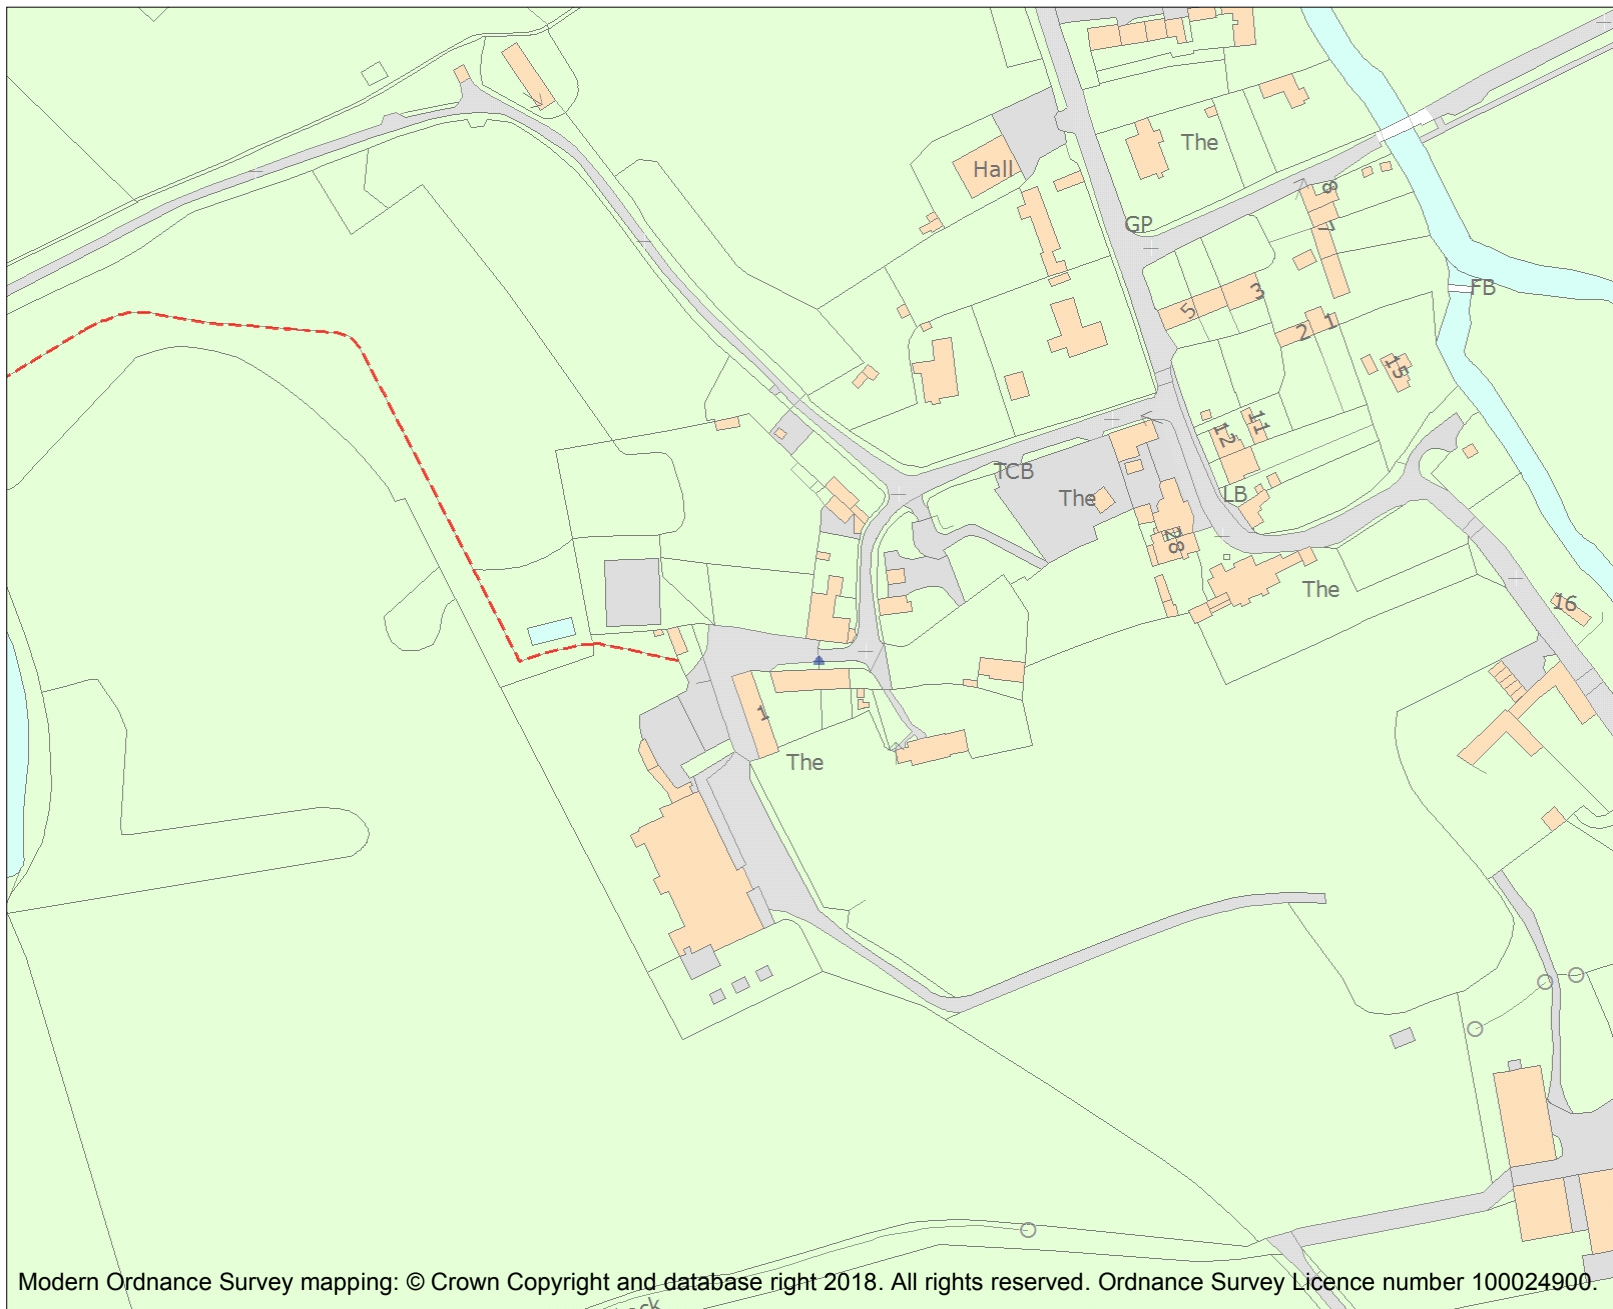 The
Hall
8
GP
7
FB
3
5
1
2
15
11
12
TCB
The
LB
28
The
16
1
The
Modern Ordnance Survey mapping: © Crown Copyright and database right 2018. All rights reserved. Ordnance Survey Licence number 100024900.